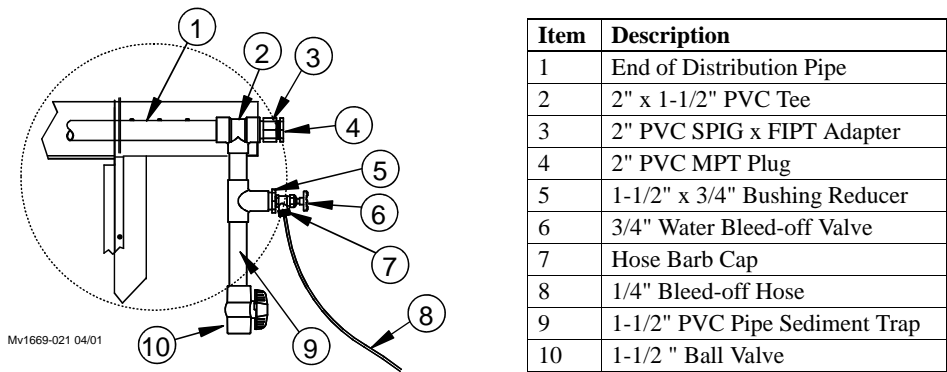 1
2
3
4
5
6
7
8
9
10
Mv1669-021 04/01
Item Description
1 End of Distribution Pipe
2 2" x 1-1/2" PVC Tee
3 2" PVC SPIG x FIPT Adapter
4 2" PVC MPT Plug
5 1-1/2" x 3/4" Bushing Reducer
6 3/4" Water Bleed-off Valve
7 Hose Barb Cap
8 1/4" Bleed-off Hose
9 1-1/2" PVC Pipe Sediment Trap
10 1-1/2 " Ball Valve